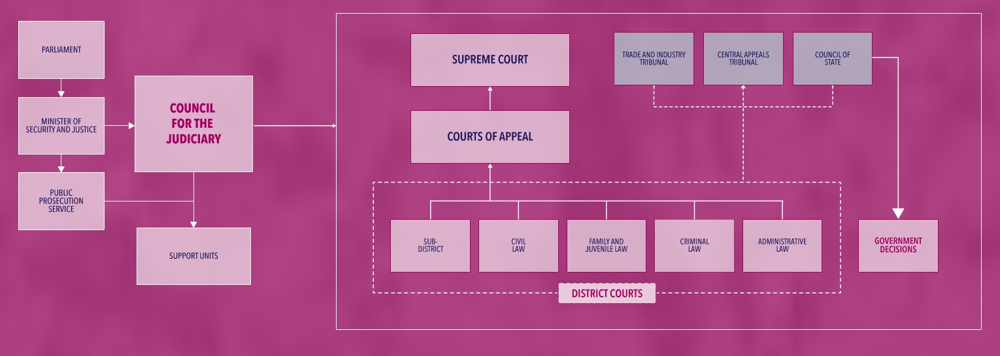 PARLIAMENT
MINISTER OF
SECURITY AND JUSTICE
PUBLIC
PROSECUTION
SERVICE
COUNCIL
FOR THE
JUDICIARY
SUPPORT UNITS
SUPREME COURT
COURTS OF APPEAL
TRADE AND INDUSTRY
TRIBUNAL
CENTRAL APPEALS
TRIBUNAL
COUNCIL OF
STATE
SUB-
DISTRICT
CIVIL
LAW
FAMILY AND
JUVENILE LAW
CRIMINAL
LAW
ADMINISTRATIVE
LAW
GOVERNMENT
DECISIONS
DISTRICT COURTS